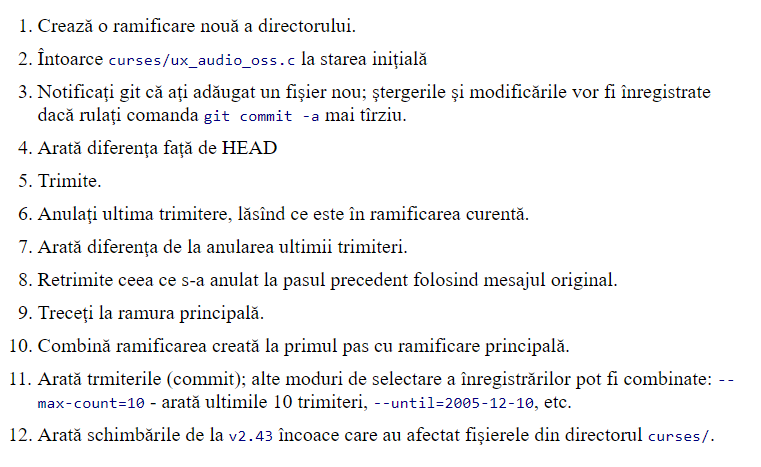 1. Crează o ramificare nouă a directorului.
2. Întoarce curses/ux_audio_oss.c la starea inițială
3. Notificați git că ați adăugat un fișier nou; ștergerile și modificările vor fi înregistrate
dacă rulați comanda git commit -a mai tîrziu.
4. Arată diferența față de HEAD
5. Trimite.
6. Anulați ultima trimitere, lăsînd ce este în ramificarea curentă.
7. Arată diferența de la anularea ultimii trimiteri.
8. Retrimite ceea ce s-a anulat la pasul precedent folosind mesajul original.
9. Treceți la ramura principală.
10. Combină ramificarea creată la primul pas cu ramificare principală.
11. Arată trmiterile (commit); alte moduri de selectare a înregistrărilor pot fi combinate: --
max-count=10 - arată ultimile 10 trimiteri, --until=2005-12-10, etc.
12. Arată schimbările de la v2.43 încoace care au afectat fișierele din directorul curses/.